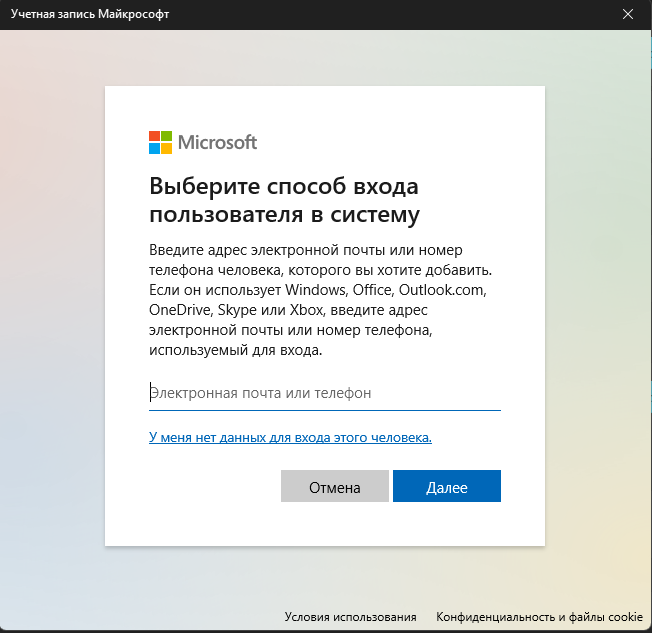 Учетная запись Майкрософт
Microsoft
Выберите способ входа
пользователя в систему
Введите адрес электронной почты или номер
телефона человека, которого вы хотите добавить.
Если он использует Windows, Office, Outlook.com,
OneDrive, Skype или Xbox, введите адрес
электронной почты или номер телефона,
используемый для входа.
Электронная почта или телефон
У меня нет данных для входа этого человека.
Отмена Далее
Условия использования Конфиденциальность и файлы cookie